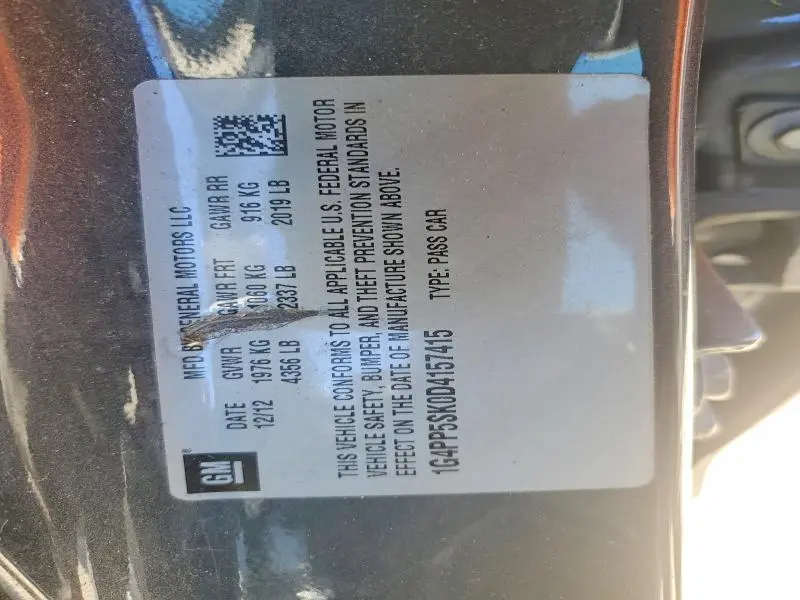 GM®
MFD BY GENERAL MOTORS LLC
DATE GVWR GAWR FRT GAWR RR
12/12 1976 KG 1060 KG 916 KG
4356 LB 2337 LB 2019 LB
THIS VEHICLE CONFORMS TO ALL APPLICABLE U.S. FEDERAL MOTOR
VEHICLE SAFETY, BUMPER, AND THEFT PREVENTION STANDARDS IN
EFFECT ON THE DATE OF MANUFACTURE SHOWN ABOVE.
1G4PP5SK0D4157415 TYPE: PASS CAR